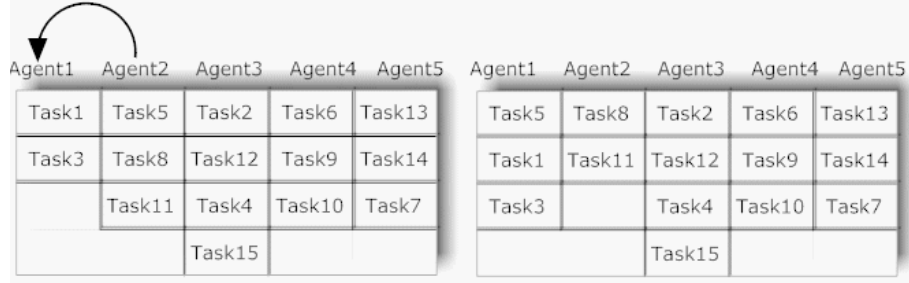 Agent1 Agent2 Agent3 Agent4 Agent5
Task1 Task5 Task2 Task6 Task13
Task3 Task8 Task12 Task9 Task14
Task11 Task4 Task10 Task7
Task15
Agent1 Agent2 Agent3 Agent4 Agent5
Task5 Task8 Task2 Task6 Task13
Task1 Task11 Task12 Task9 Task14
Task3 Task4 Task10 Task7
Task15